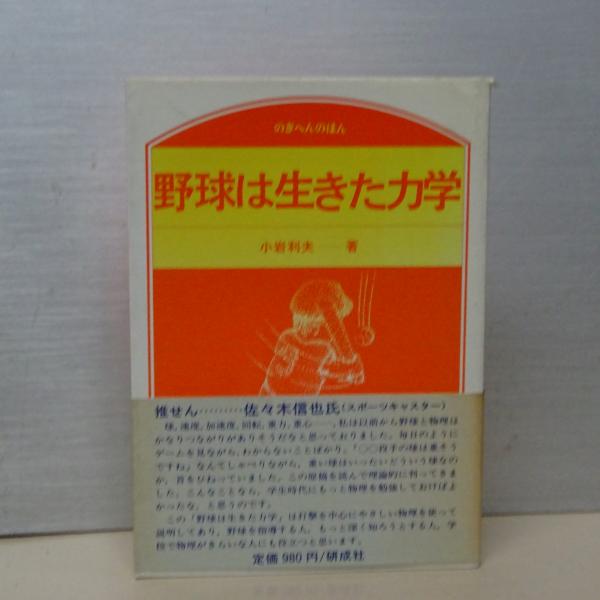 のぎへんのほん
野球は生きた力学
小岩利夫――著
推せん………佐々木信也氏（スポーツキャスター）
球、速度、加速度、回転、重力、重心――、私は以前から野球と物理は
かなりつながりがありそうだなと思っておりました。毎日のように
ゲームを見ながら、わからないことばかり。「○○投手の球は重そう
ですね」なんてしゃべりながら、重い球はいったいどういう球なの
か、首をひねっていました。この原稿を読んで理論的に判ってきま
した。こんなことなら、学生時代にもっと物理を勉強しておけばよ
かったな、と思うのです。
この「野球は生きた力学」は打撃を中心にやさしい物理を使って
説明してあり、野球を指導する人、もっと深く知ろうとする人、学
校で物理がきらいな人にも役立つと思います。
定価980円/研成社